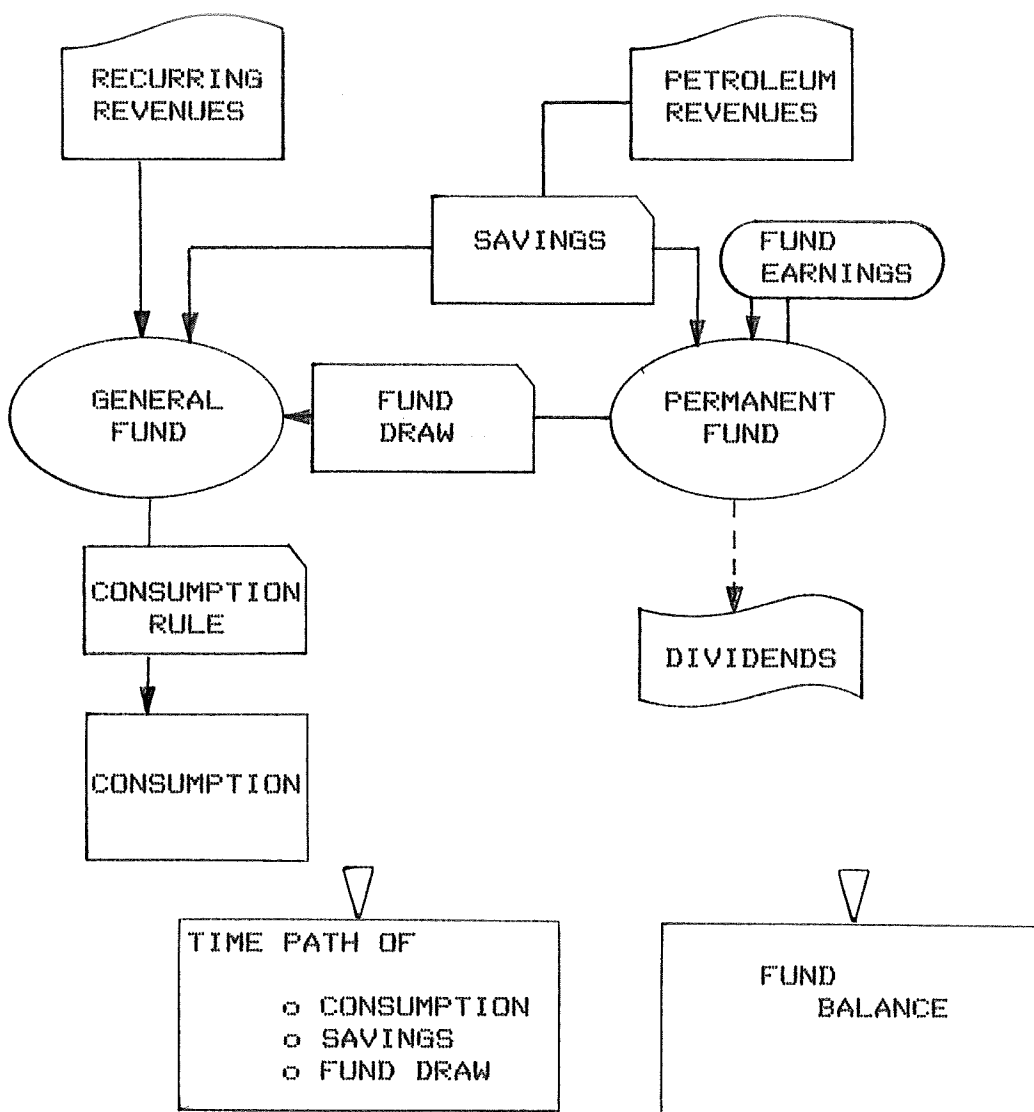 RECURRING
REVENUES
PETROLEUM
REVENUES
SAVINGS
FUND
EARNINGS
GENERAL
FUND
FUND
DRAW
PERMANENT
FUND
CONSUMPTION
RULE
DIVIDENDS
CONSUMPTION
TIME PATH OF
o CONSUMPTION
o SAVINGS
o FUND DRAW
FUND
BALANCE